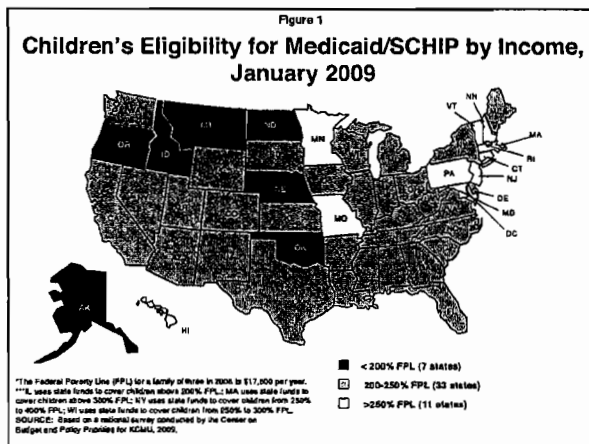 Figure 1
Children's Eligibility for Medicaid/SCHIP by Income,
January 2009
VT
MA
RI
CT
NJ
DE
MD
DC
MT
ND
OR
ID
MN
NE
PA
MO
OK
AK
HI
*The Federal Poverty Line (FPL) for a family of three in 2008 is $17,600 per year.
***IL uses state funds to cover children above 200% FPL; MA uses state funds to
cover children above 300% FPL; NY uses state funds to cover children from 250%
to 400% FPL; WI uses state funds to cover children from 250% to 300% FPL.
SOURCE: Based on a national survey conducted by the Center on
Budget and Policy Priorities for KCMU, 2009.
< 200% FPL (7 states)
200-250% FPL (33 states)
>250% FPL (11 states)